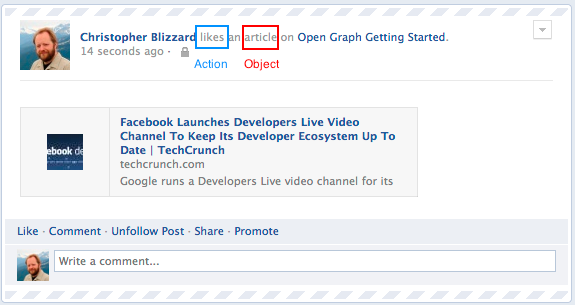 Christopher Blizzard likes an article on Open Graph Getting Started.
14 seconds ago ·
Action Object
ebook de
Facebook Launches Developers Live Video
Channel To Keep Its Developer Ecosystem Up To
Date | TechCrunch
techcrunch.com
Google runs a Developers Live video channel for its
Like · Comment · Unfollow Post · Share · Promote
Write a comment...